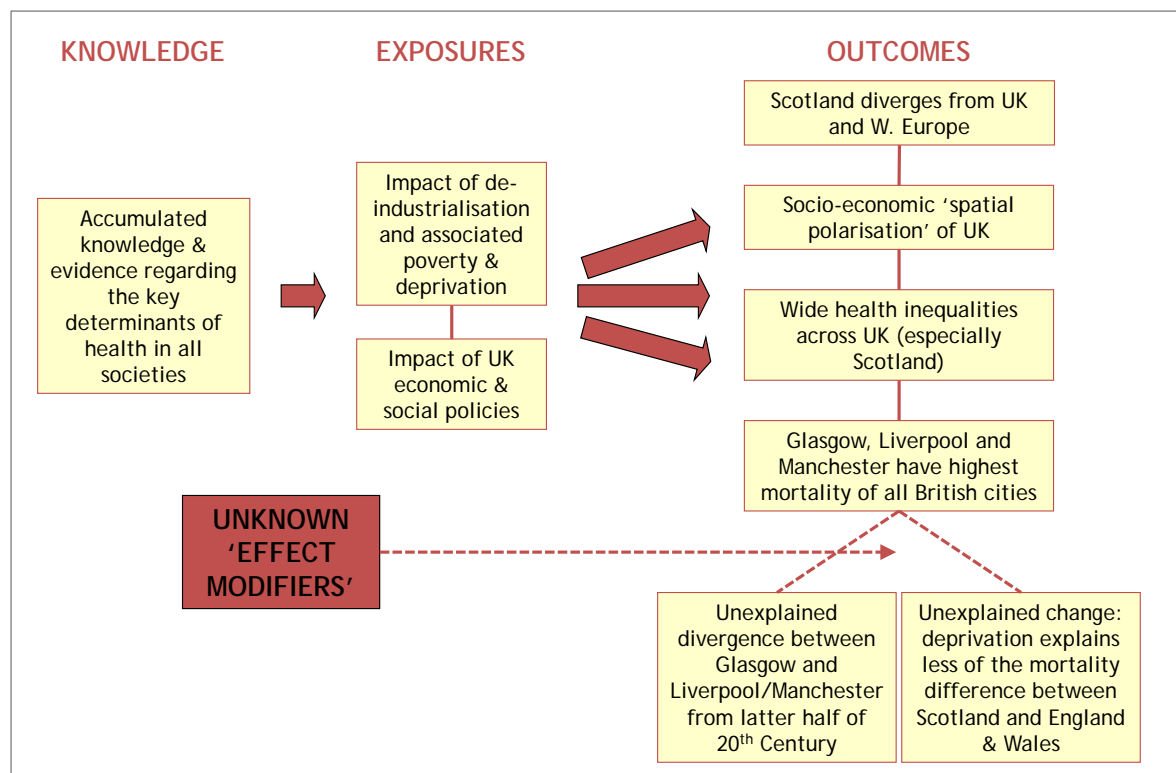 KNOWLEDGE
EXPOSURES
OUTCOMES
Accumulated
knowledge &
evidence regarding
the key
determinants of
health in all
societies
Impact of de-
industrialisation
and associated
poverty &
deprivation
Impact of UK
economic &
social policies
Scotland diverges from UK
and W. Europe
Socio-economic ‘spatial
polarisation’ of UK
Wide health inequalities
across UK (especially
Scotland)
Glasgow, Liverpool and
Manchester have highest
mortality of all British cities
UNKNOWN
‘EFFECT
MODIFIERS’
Unexplained
divergence between
Glasgow and
Liverpool/Manchester
from latter half of
20th Century
Unexplained change:
deprivation explains
less of the mortality
difference between
Scotland and England
& Wales